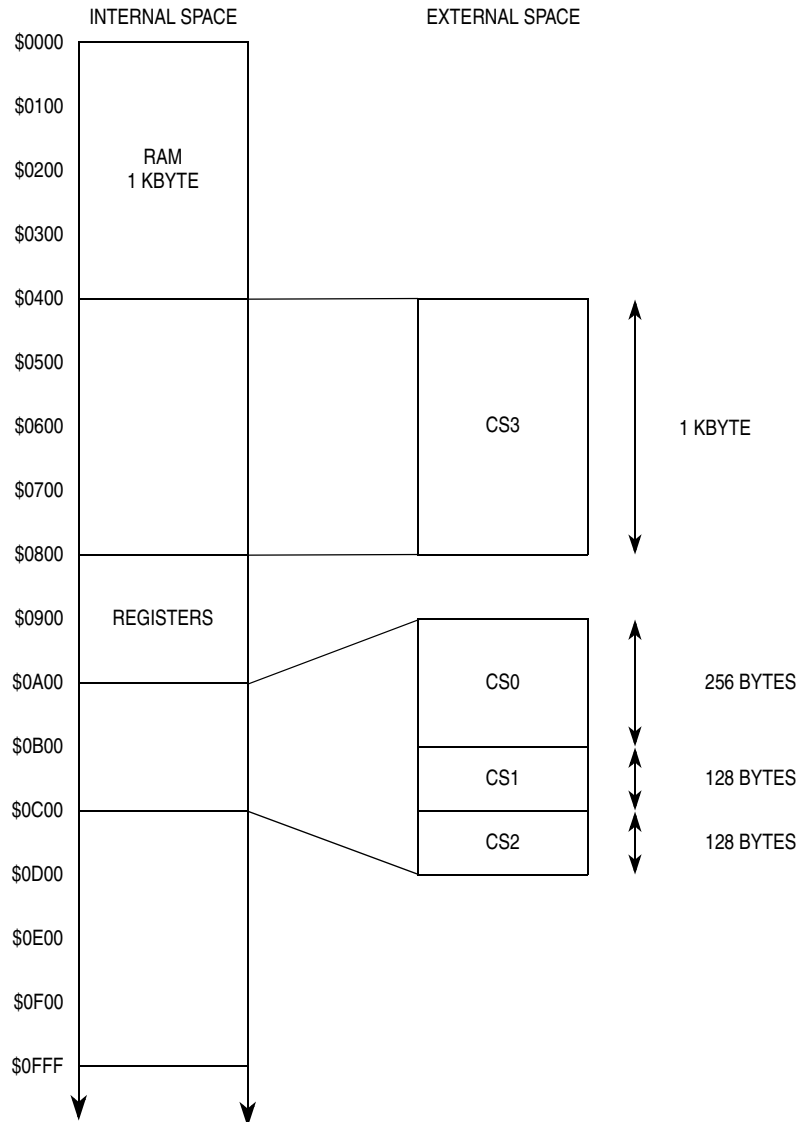 INTERNAL SPACE
EXTERNAL SPACE
$0000
$0100
RAM
1 KBYTE
$0200
$0300
$0400
$0500
$0600
CS3
1 KBYTE
$0700
$0800
$0900
REGISTERS
$0A00
CS0
256 BYTES
$0B00
CS1
128 BYTES
$0C00
CS2
128 BYTES
$0D00
$0E00
$0F00
$0FFF